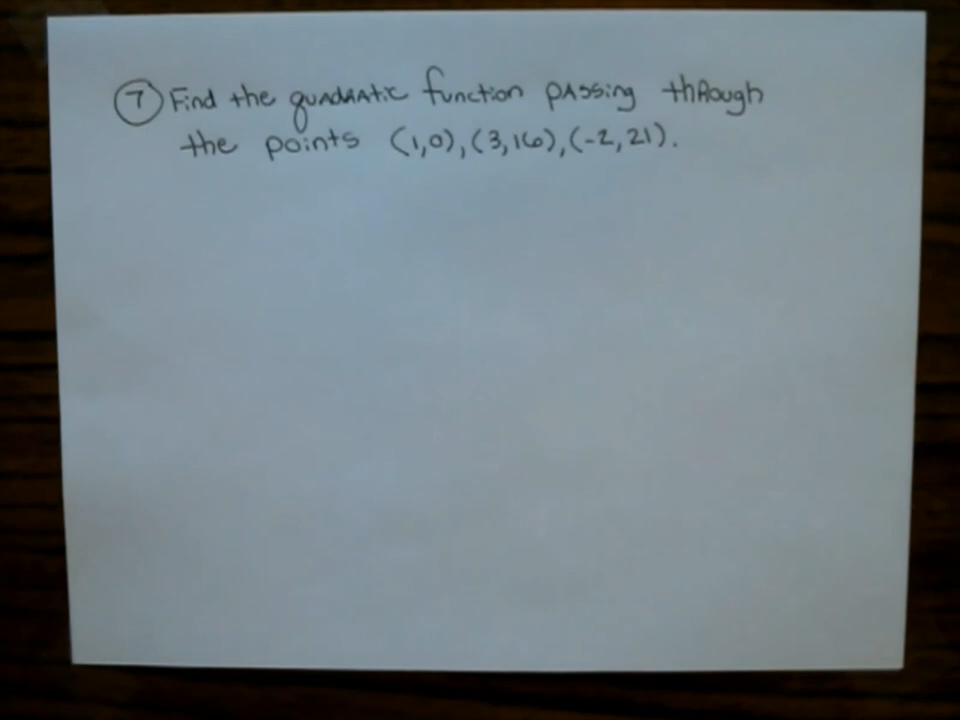 ⑦ Find the quadratic function passing through
the points (1,0), (3,16), (-2, 21).